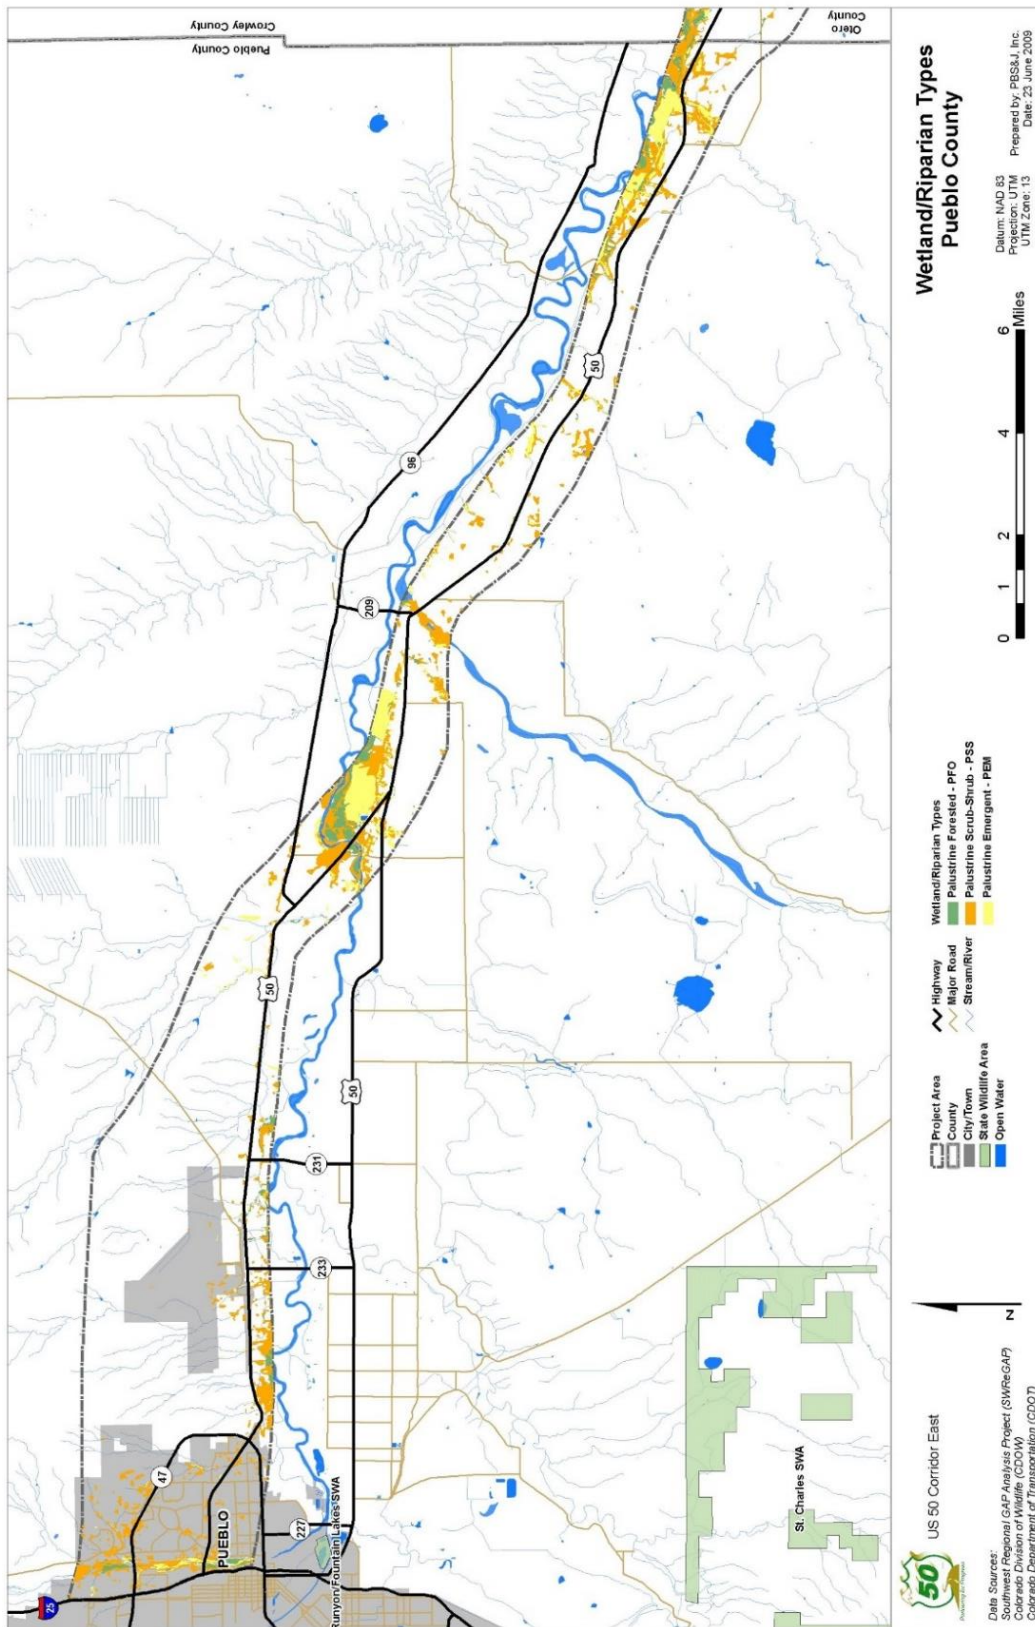 Crowley County
Pueblo County
Otero
County
96
50
209
50
50
231
233
47
PUEBLO
227
25
Runyon/Fountain Lakes SWA
St. Charles SWA
Wetland/Riparian Types
Pueblo County
Datum: NAD 83
Projection: UTM
UTM Zone: 13
Prepared by: PBS&J, Inc.
Date: 23 June 2009
0 1 2 4 6 Miles
Project Area
County
City/Town
State Wildlife Area
Open Water
Highway
Major Road
Stream/River
Wetland/Riparian Types
Palustrine Forested - PFO
Palustrine Scrub-Shrub - PSS
Palustrine Emergent - PEM
N
50
US 50 Corridor East
Data Sources:
Southwest Regional GAP Analysis Project (SWReGAP)
Colorado Division of Wildlife (CDOW)
Colorado Department of Transportation (CDOT)